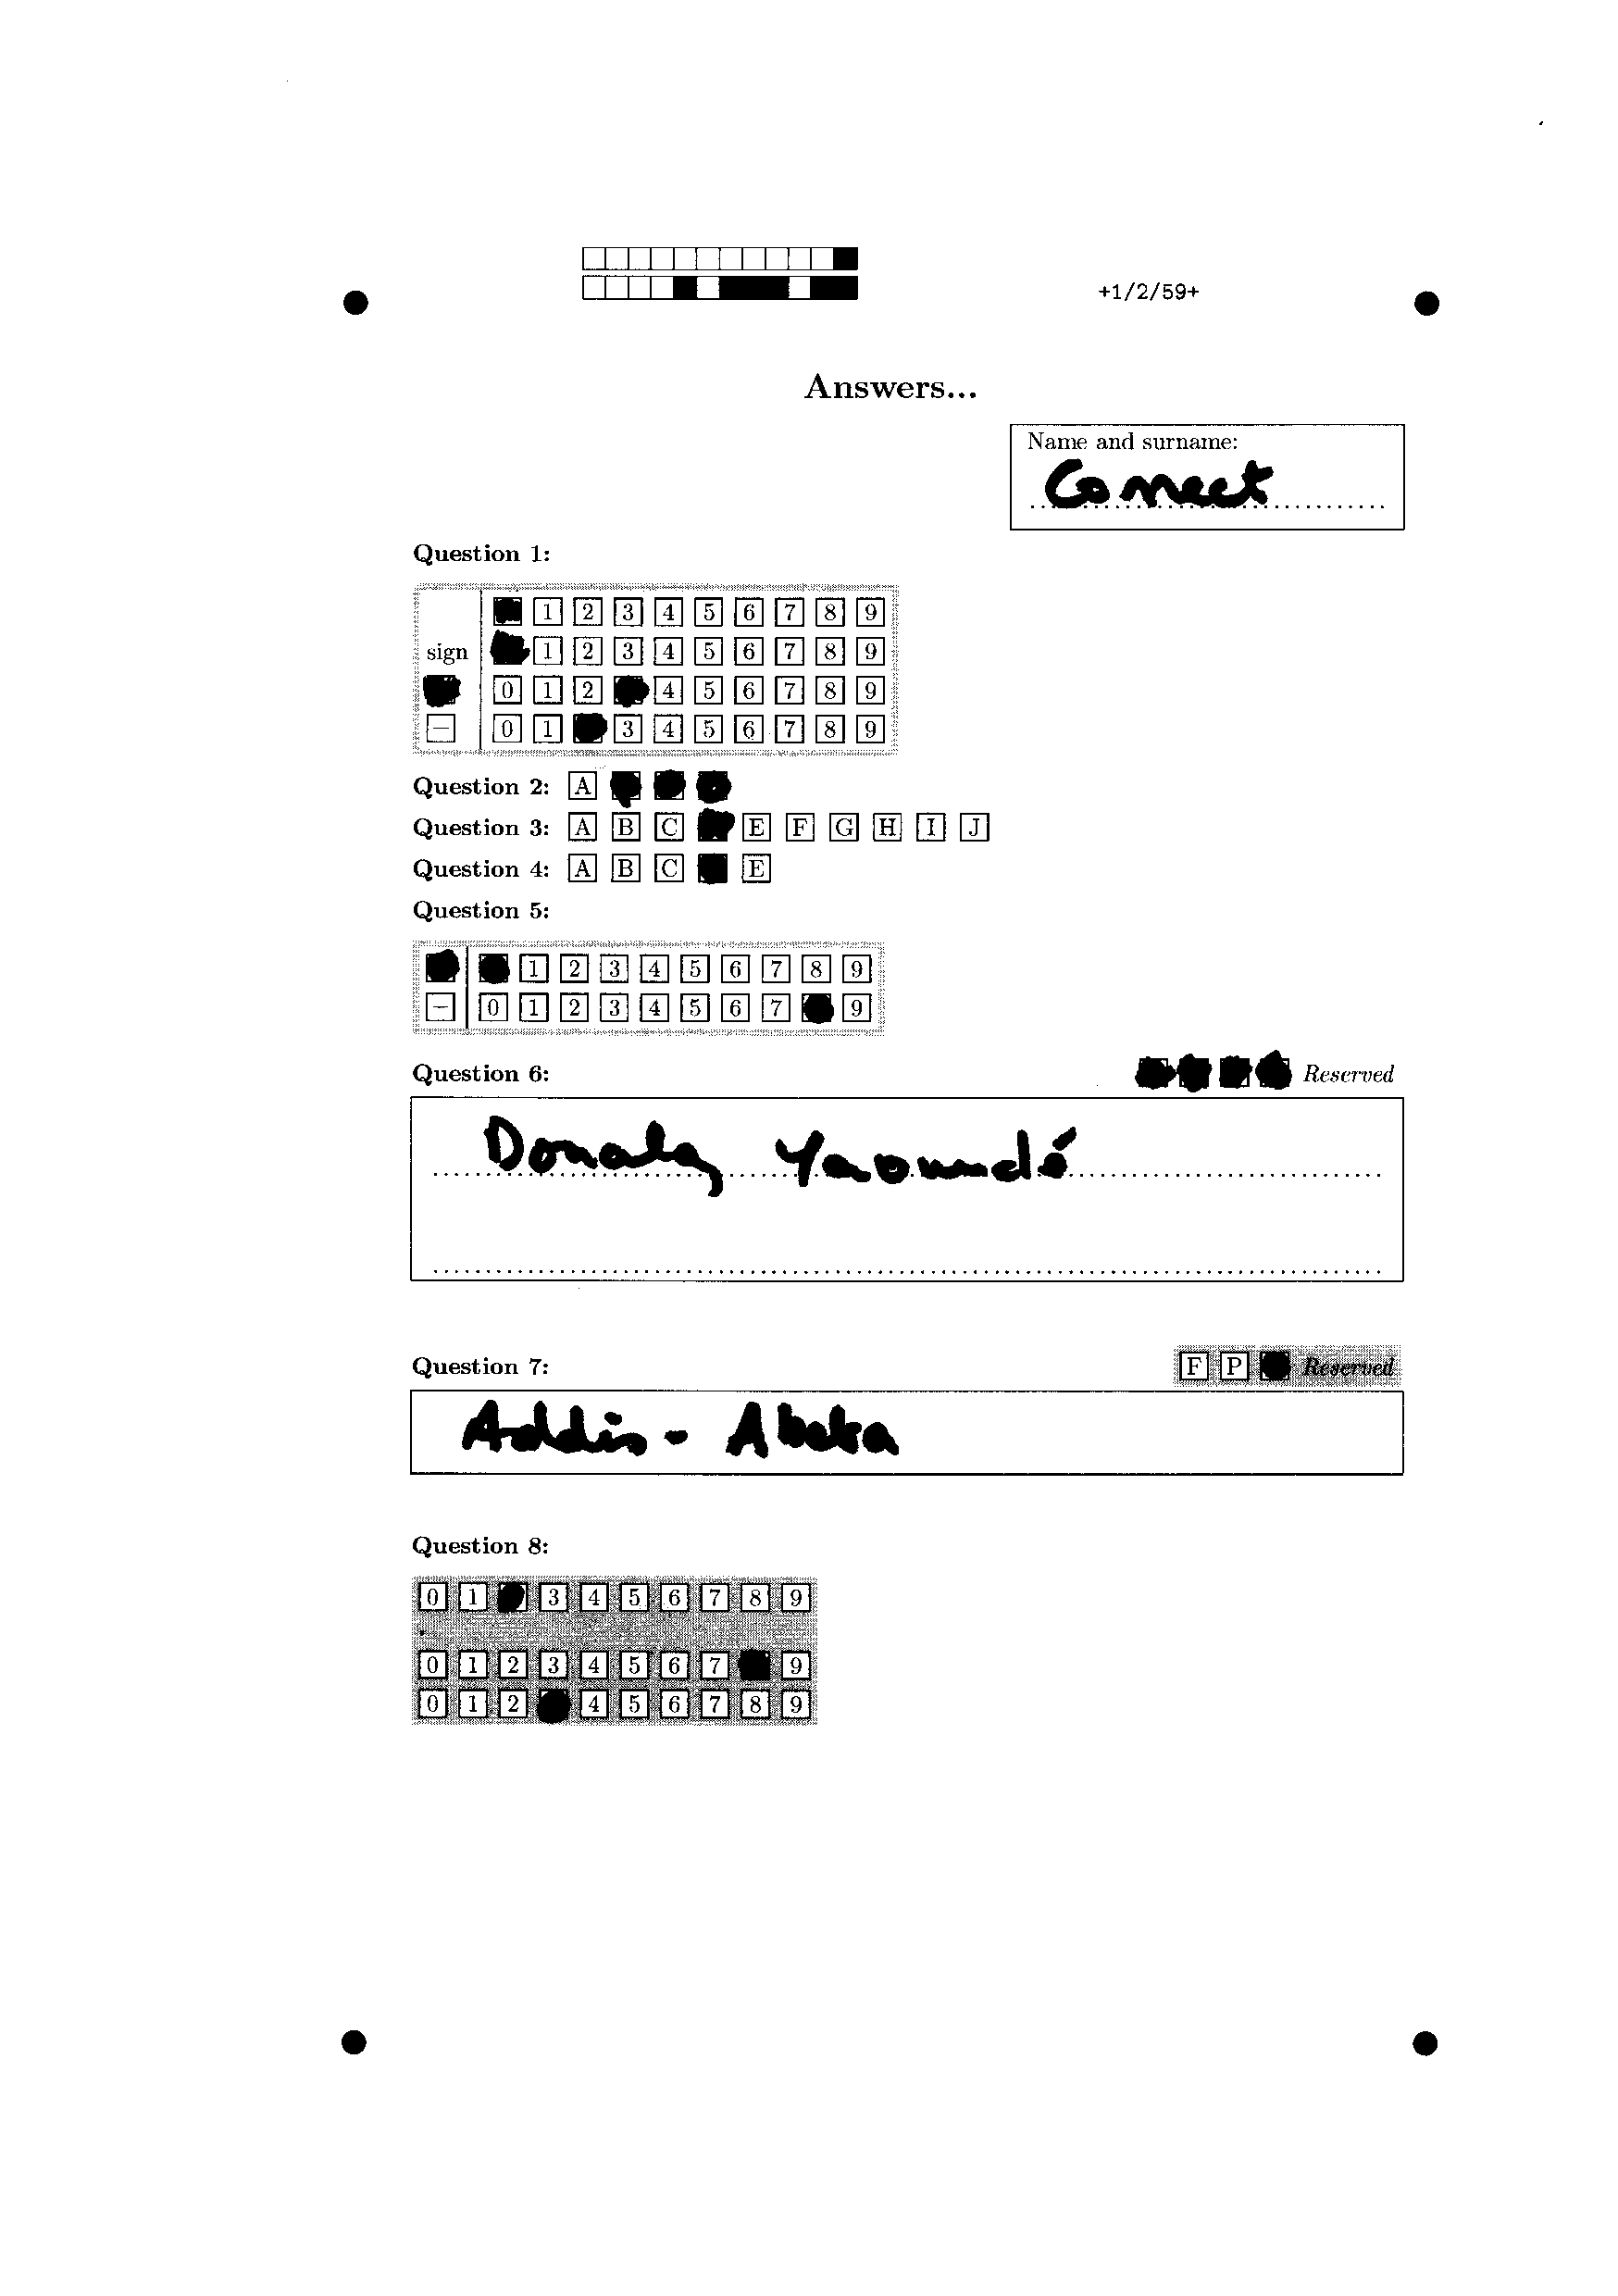 +1/2/59+
Answers...
Name and surname:
Correct
Question 1:
1 2 3 4 5 6 7 8 9
sign 1 2 3 4 5 6 7 8 9
0 1 2 4 5 6 7 8 9
− 0 1 3 4 5 6 7 8 9
Question 2: A
Question 3: A B C E F G H I J
Question 4: A B C E
Question 5:
1 2 3 4 5 6 7 8 9
− 0 1 2 3 4 5 6 7 9
Question 6: Reserved
Douala, Yaoundé
Question 7: F P Reserved
Addis - Abeba
Question 8:
0 1 3 4 5 6 7 8 9
.
0 1 2 3 4 5 6 7 9
0 1 2 4 5 6 7 8 9